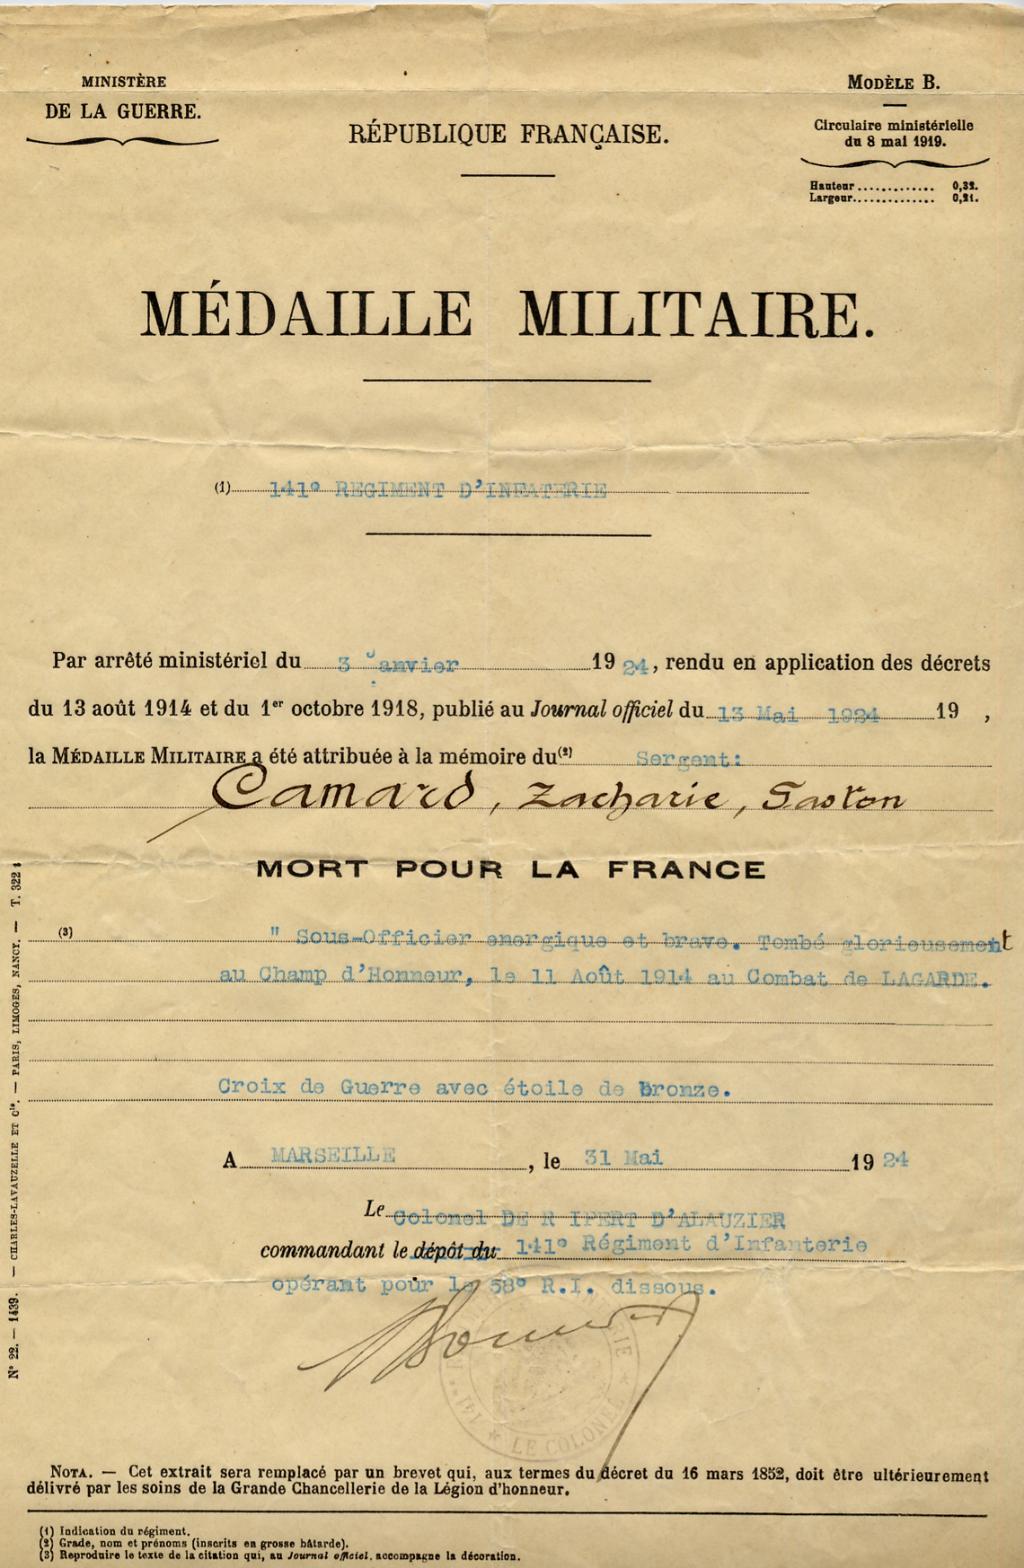 MINISTÈRE
DE LA GUERRE.
RÉPUBLIQUE FRANÇAISE.
MODÈLE B.
Circulaire ministérielle
du 8 mai 1919.
Hauteur ............. 0,32.
Largeur.............. 0,21.
MÉDAILLE MILITAIRE.
(1) 141° REGIMENT D'INFATERIE
Par arrêté ministériel du 3 Janvier 1924, rendu en application des décrets
du 13 août 1914 et du 1er octobre 1918, publié au Journal officiel du 13 Mai 1924 19 ,
la MÉDAILLE MILITAIRE a été attribuée à la mémoire du (2) Sergent:
Camard, Zacharie, Gaston
MORT POUR LA FRANCE
(3) " Sous-Officier energique et brave. Tombé glorieusement
au Champ d'Honneur, le 11 Août 1914 au Combat de LAGARDE.
Croix de Guerre avec étoile de bronze.
A MARSEILLE , le 31 Mai 1924
Le Colonel DE R IPERT D'ALAUZIER
commandant le dépôt du 141° Régiment d'Infanterie
opérant pour le 58° R.I. dissous.
LE COLONEL
NOTA. — Cet extrait sera remplacé par un brevet qui, aux termes du décret du 16 mars 1852, doit être ultérieurement
délivré par les soins de la Grande Chancellerie de la Légion d'honneur.
(1) Indication du régiment.
(2) Grade, nom et prénoms (inscrits en grosse bâtarde).
(3) Reproduire le texte de la citation qui, au Journal officiel, accompagne la décoration.
N° 22. — 1439. — CHARLES-LAVAUZELLE ET Cie. — PARIS, LIMOGES, NANCY. — T. 322